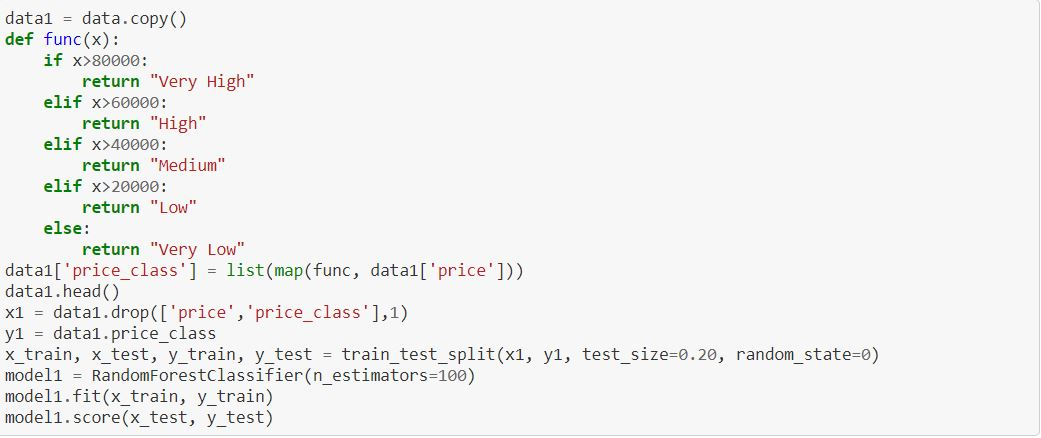 data1 = data.copy()
def func(x):
    if x>80000:
        return "Very High"
    elif x>60000:
        return "High"
    elif x>40000:
        return "Medium"
    elif x>20000:
        return "Low"
    else:
        return "Very Low"
data1['price_class'] = list(map(func, data1['price']))
data1.head()
x1 = data1.drop(['price','price_class'],1)
y1 = data1.price_class
x_train, x_test, y_train, y_test = train_test_split(x1, y1, test_size=0.20, random_state=0)
model1 = RandomForestClassifier(n_estimators=100)
model1.fit(x_train, y_train)
model1.score(x_test, y_test)